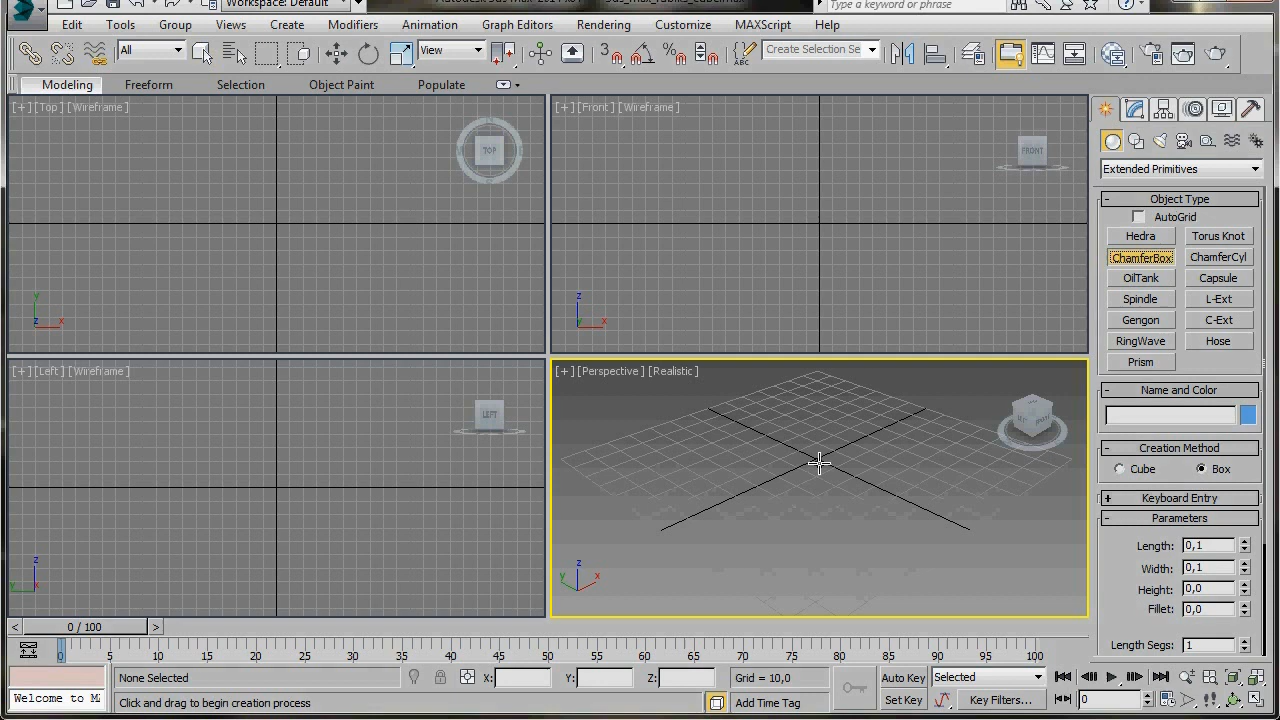 Workspace: Default
Type a keyword or phrase
Edit Tools Group Views Create Modifiers Animation Graph Editors Rendering Customize MAXScript Help
All View 3 % ABC Create Selection Se
Modeling Freeform Selection Object Paint Populate
[+][Top][Wireframe]
TOP
y
z x
[+][Front][Wireframe]
FRONT
z
y x
[+][Left][Wireframe]
LEFT
z
y x
[+][Perspective][Realistic]
z
y x
Extended Primitives
- Object Type
AutoGrid
Hedra Torus Knot
ChamferBox ChamferCyl
OilTank Capsule
Spindle L-Ext
Gengon C-Ext
RingWave Hose
Prism
- Name and Color
- Creation Method
Cube Box
+ Keyboard Entry
- Parameters
Length: 0,1
Width: 0,1
Height: 0,0
Fillet: 0,0
Length Segs: 1
< 0 / 100 >
0 5 10 15 20 25 30 35 40 45 50 55 60 65 70 75 80 85 90 95 100
None Selected X: Y: Z: Grid = 10,0 Auto Key Selected
Welcome to M Click and drag to begin creation process Add Time Tag Set Key Key Filters... 0